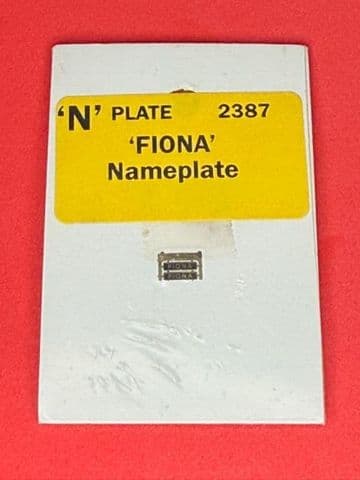 'N' PLATE 2387
'FIONA'
Nameplate
FIONA
FIONA